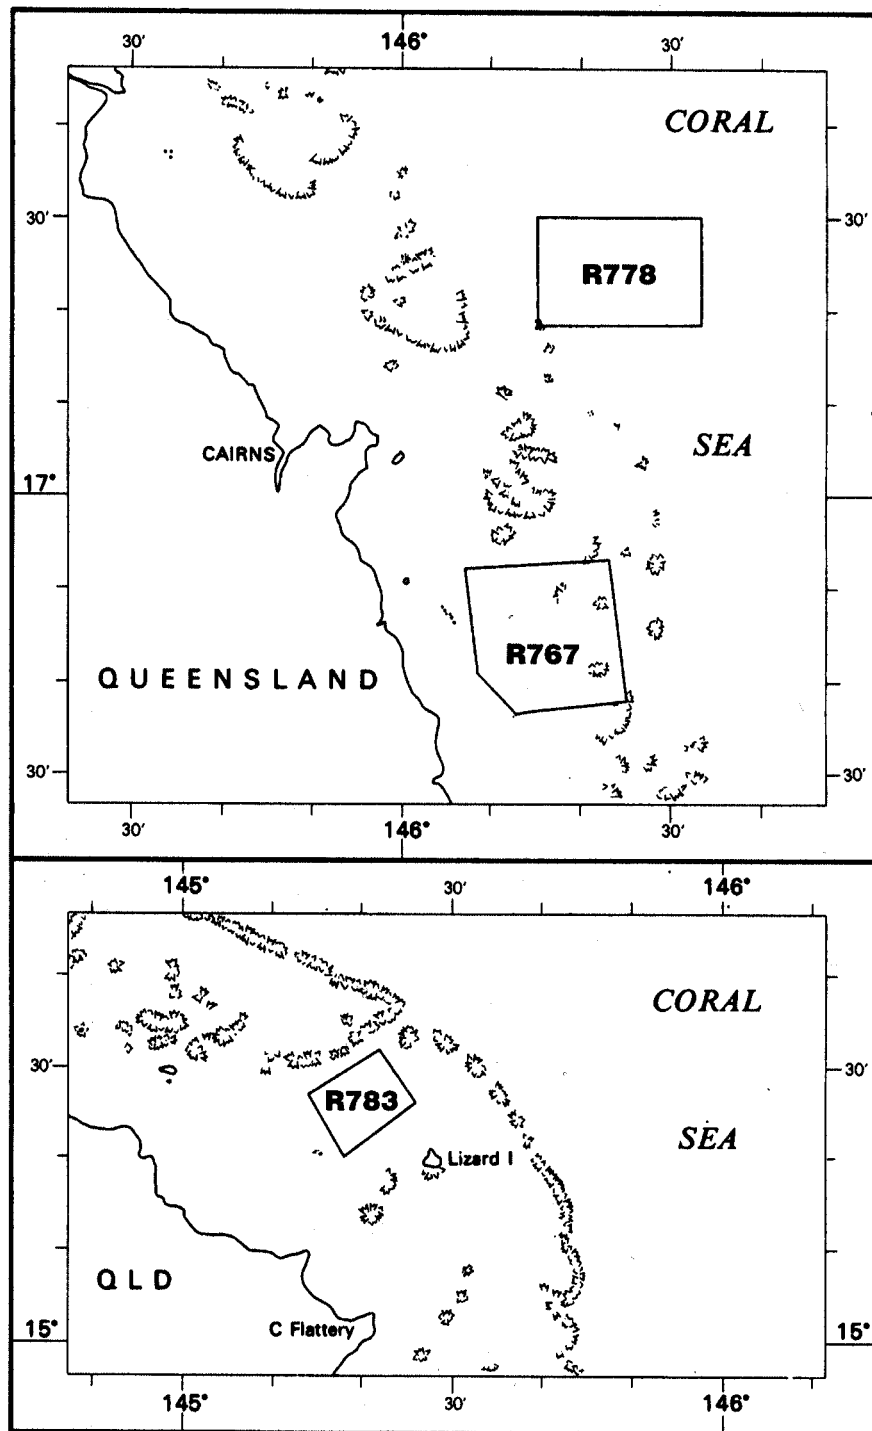 30' 146° 30'
CORAL
30' 30'
R778
SEA
CAIRNS
17°
R767
QUEENSLAND
30' 30'
30' 146° 30'
145° 30' 146°
CORAL
30' 30'
R783
SEA
Lizard I
QLD
C Flattery
15° 15°
145° 30' 146°